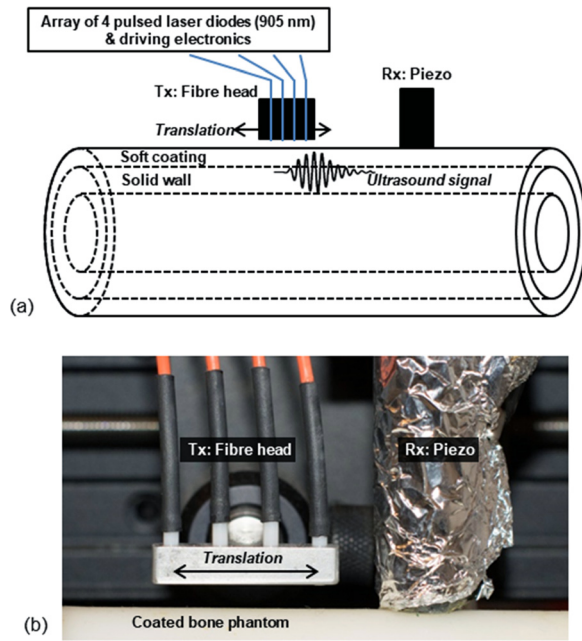 Array of 4 pulsed laser diodes (905 nm)
& driving electronics
Tx: Fibre head
Rx: Piezo
Translation
Soft coating
Solid wall
Ultrasound signal
(a)
Tx: Fibre head
Rx: Piezo
Translation
Coated bone phantom
(b)